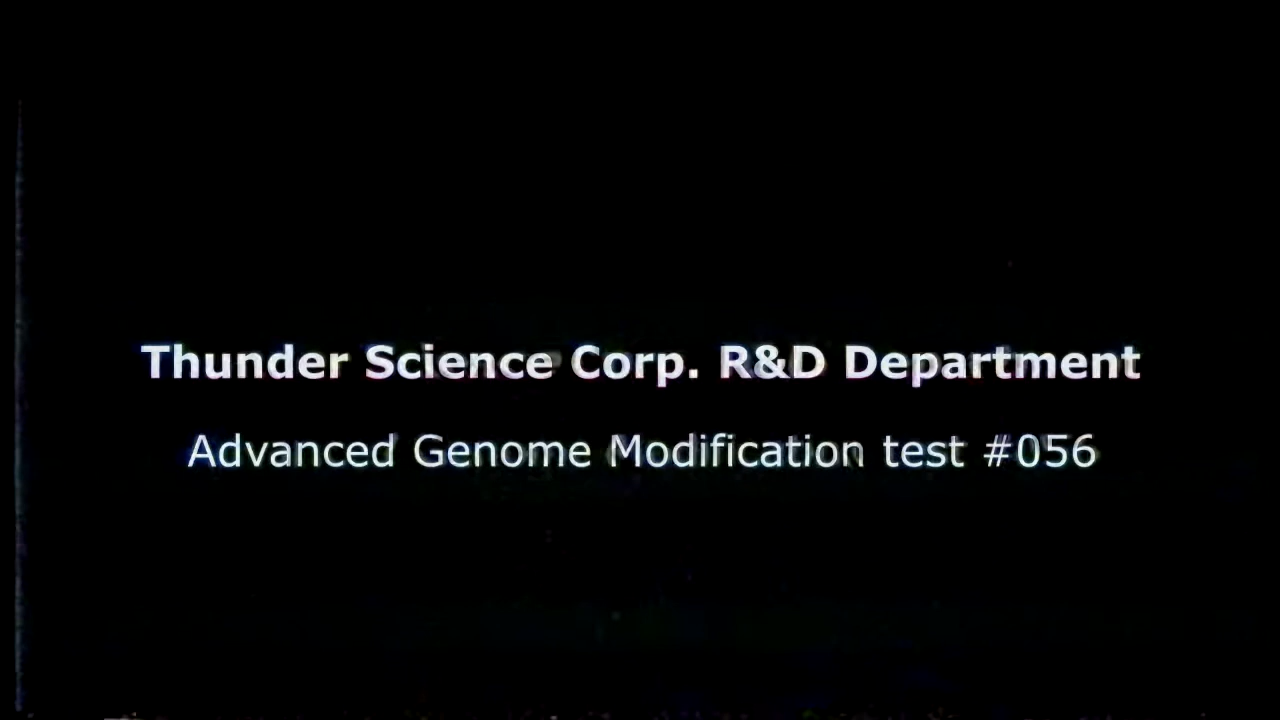 Thunder Science Corp. R&D Department
Advanced Genome Modification test #056